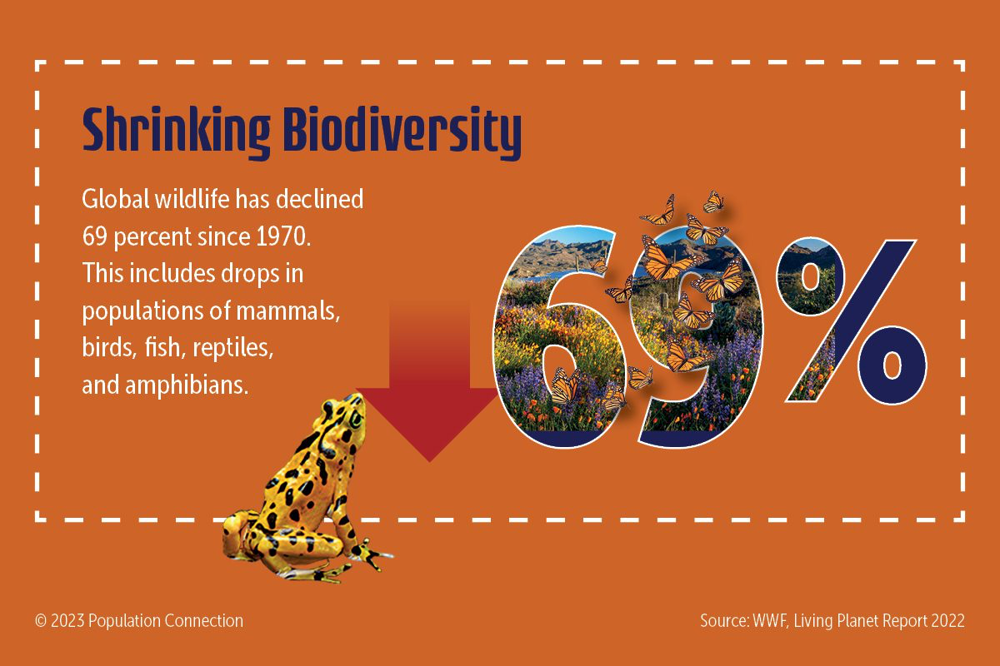 Shrinking Biodiversity
Global wildlife has declined
69 percent since 1970.
This includes drops in
populations of mammals,
birds, fish, reptiles,
and amphibians.
69%
© 2023 Population Connection
Source: WWF, Living Planet Report 2022